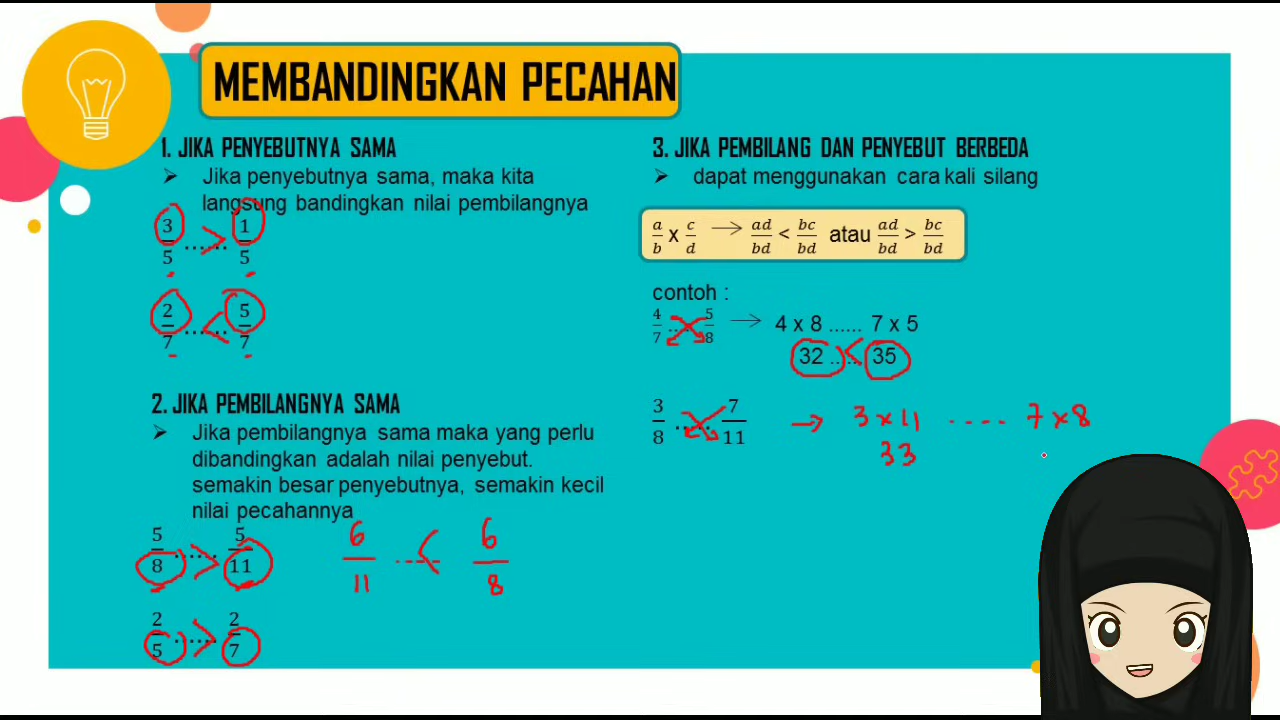 MEMBANDINGKAN PECAHAN
1. JIKA PENYEBUTNYA SAMA
➢ Jika penyebutnya sama, maka kita
langsung bandingkan nilai pembilangnya
3/5 ...... > 1/5
2/7 ...... < 5/7
2. JIKA PEMBILANGNYA SAMA
➢ Jika pembilangnya sama maka yang perlu
dibandingkan adalah nilai penyebut.
semakin besar penyebutnya, semakin kecil
nilai pecahannya
5/8 ...... > 5/11
6/11 .... < 6/8
2/5 ...... > 2/7
3. JIKA PEMBILANG DAN PENYEBUT BERBEDA
➢ dapat menggunakan cara kali silang
a/b x c/d → ad/bd < bc/bd atau ad/bd > bc/bd
contoh :
4/7 ...... 5/8 → 4 x 8 ...... 7 x 5
32 ...... < 35
3/8 ...... 7/11 → 3 x 11 .... 7 x 8
33